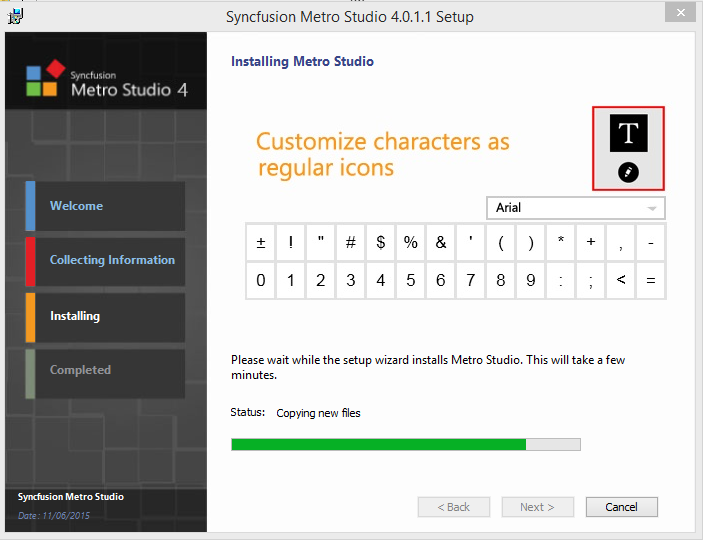 Syncfusion Metro Studio 4.0.1.1 Setup
Syncfusion
Metro Studio 4
Welcome
Collecting Information
Installing
Completed
Syncfusion Metro Studio
Date: 11/06/2015
Installing Metro Studio
Customize characters as
regular icons
T
Arial
± ! " # $ % & ' ( ) * + , -
0 1 2 3 4 5 6 7 8 9 : ; < =
Please wait while the setup wizard installs Metro Studio. This will take a few
minutes.
Status: Copying new files
< Back Next > Cancel